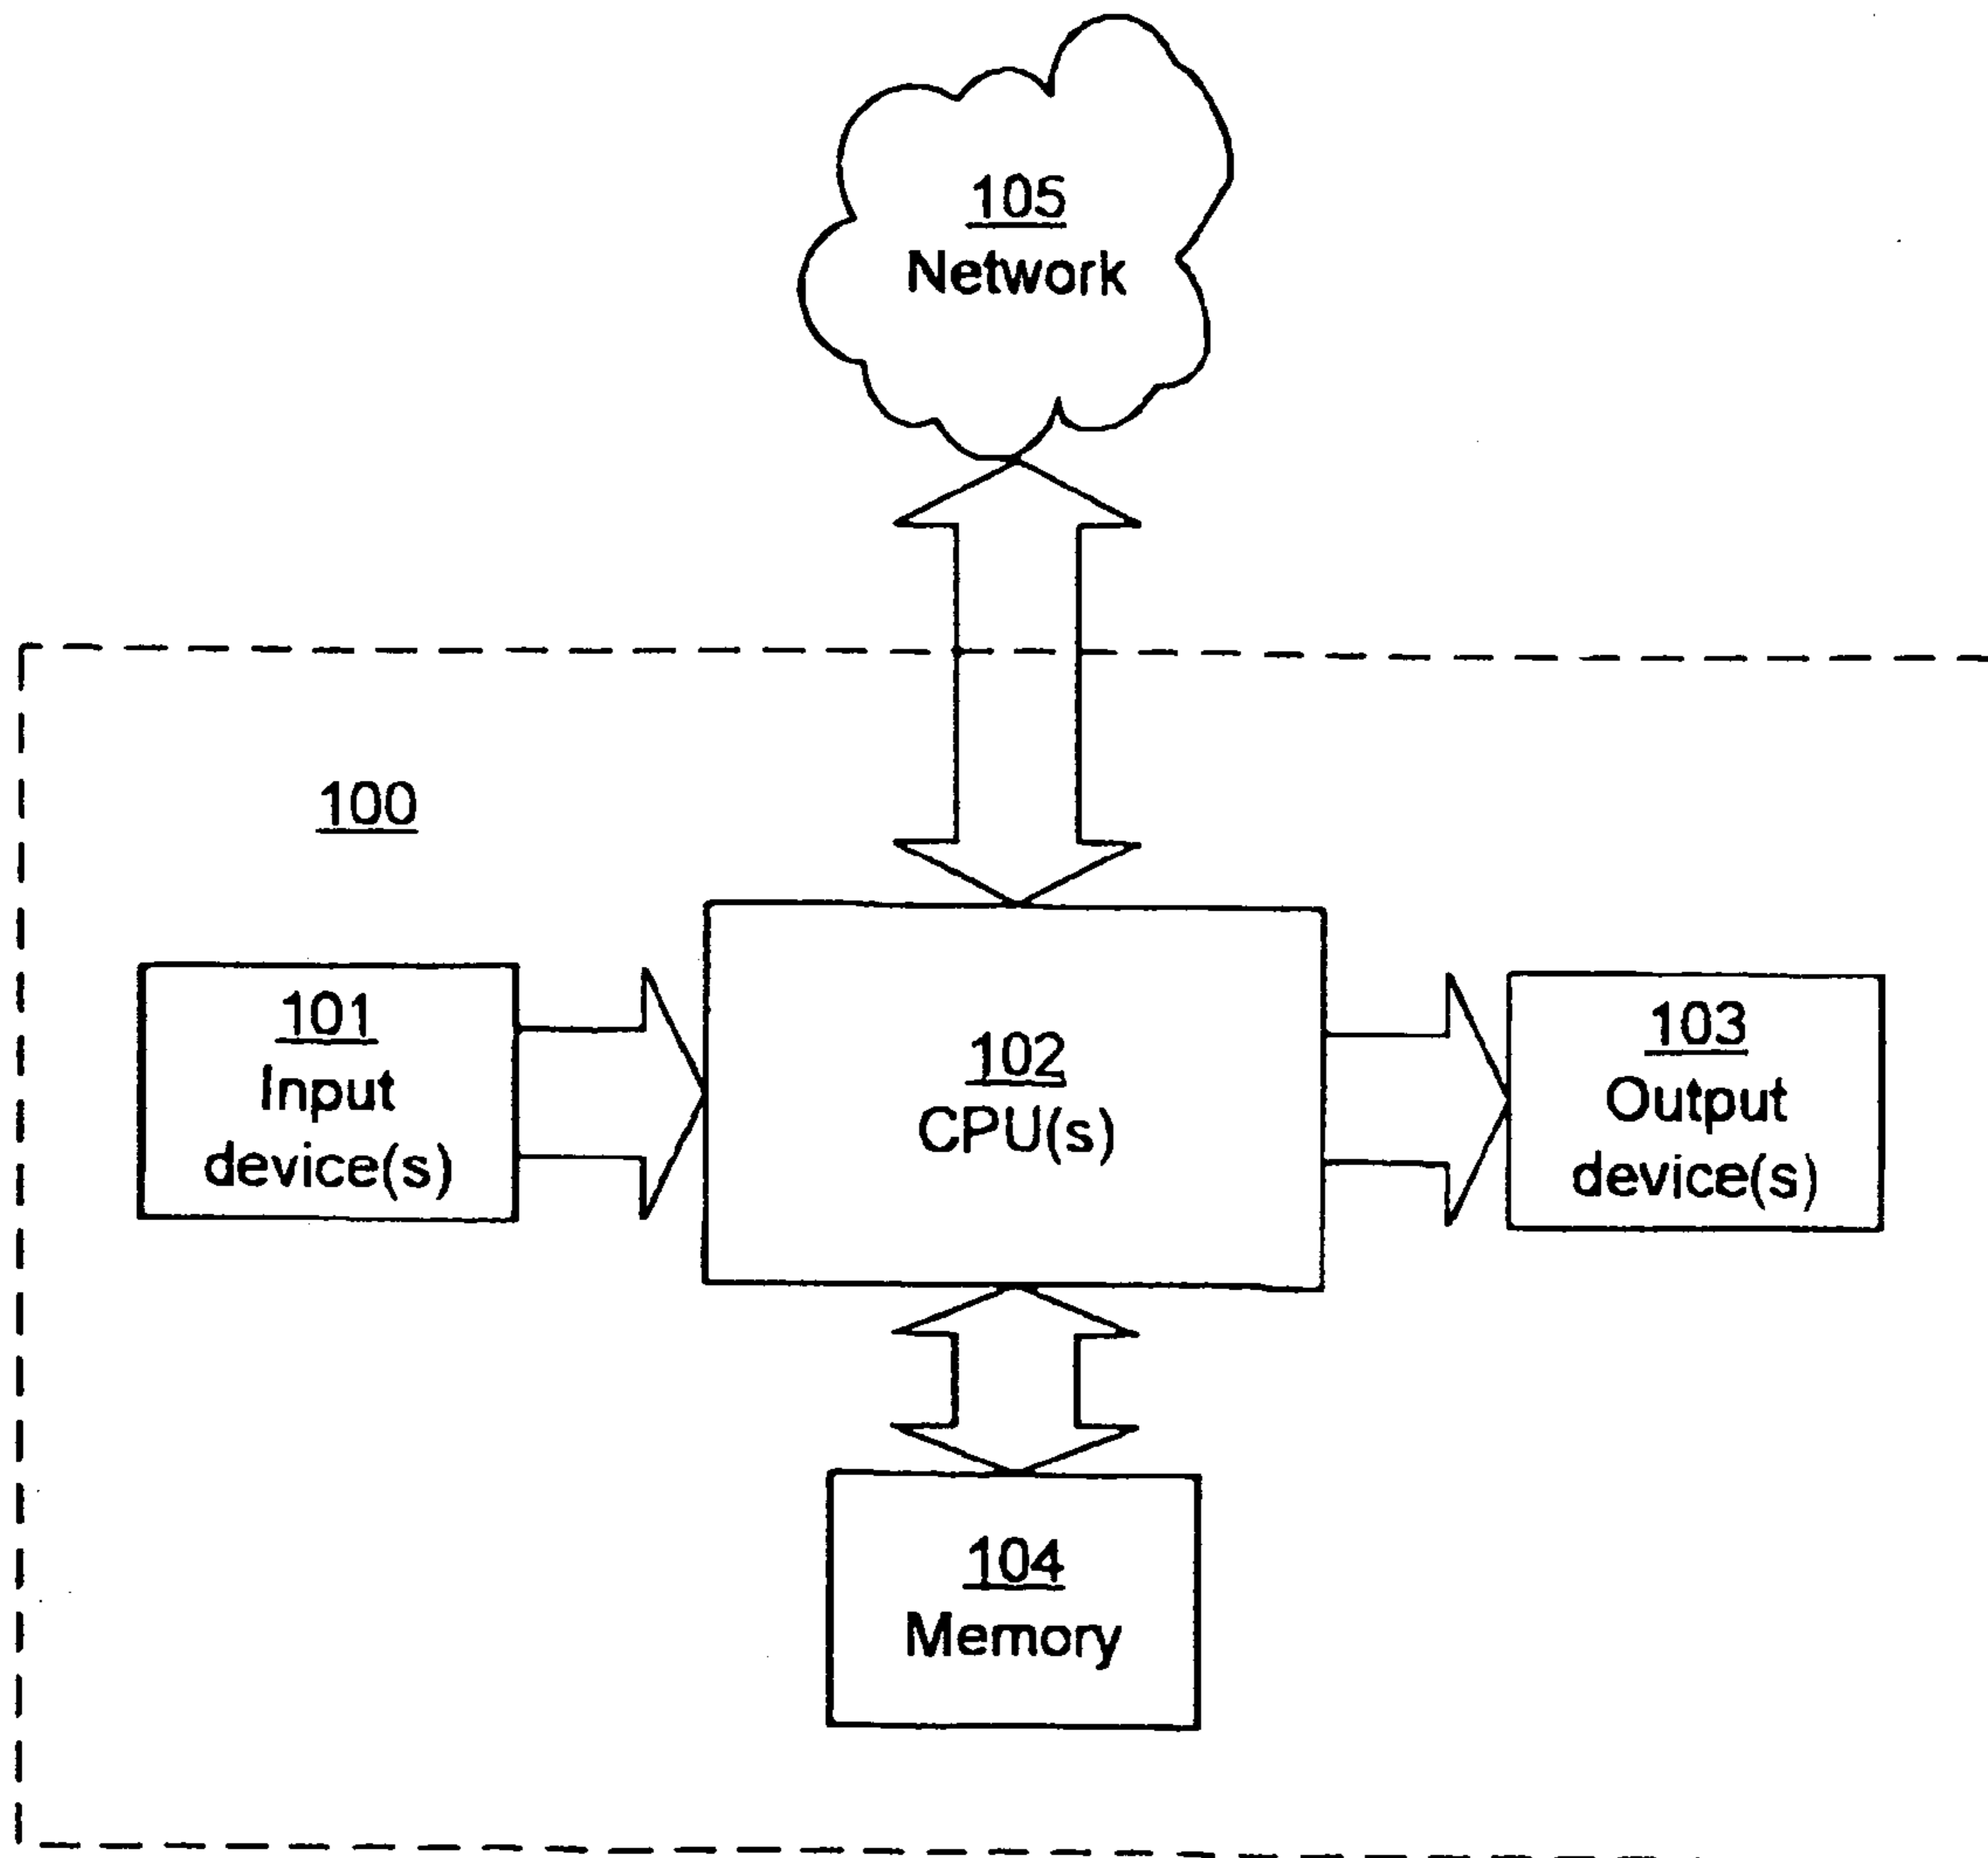 105
Network
100
101
Input
device(s)
102
CPU(s)
103
Output
device(s)
104
Memory